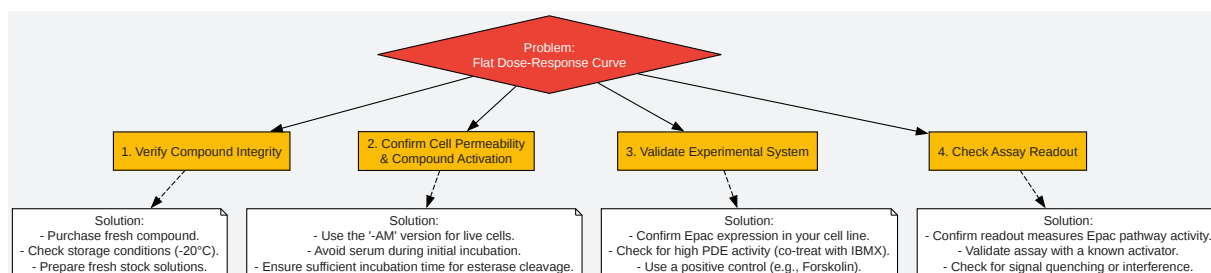 Problem:
Flat Dose-Response Curve
1. Verify Compound Integrity
2. Confirm Cell Permeability
& Compound Activation
3. Validate Experimental System
4. Check Assay Readout
Solution:
- Purchase fresh compound.
- Check storage conditions (-20°C).
- Prepare fresh stock solutions.
Solution:
- Use the '-AM' version for live cells.
- Avoid serum during initial incubation.
- Ensure sufficient incubation time for esterase cleavage.
Solution:
- Confirm Epac expression in your cell line.
- Check for high PDE activity (co-treat with IBMX).
- Use a positive control (e.g., Forskolin).
Solution:
- Confirm readout measures Epac pathway activity.
- Validate assay with a known activator.
- Check for signal quenching or interference.